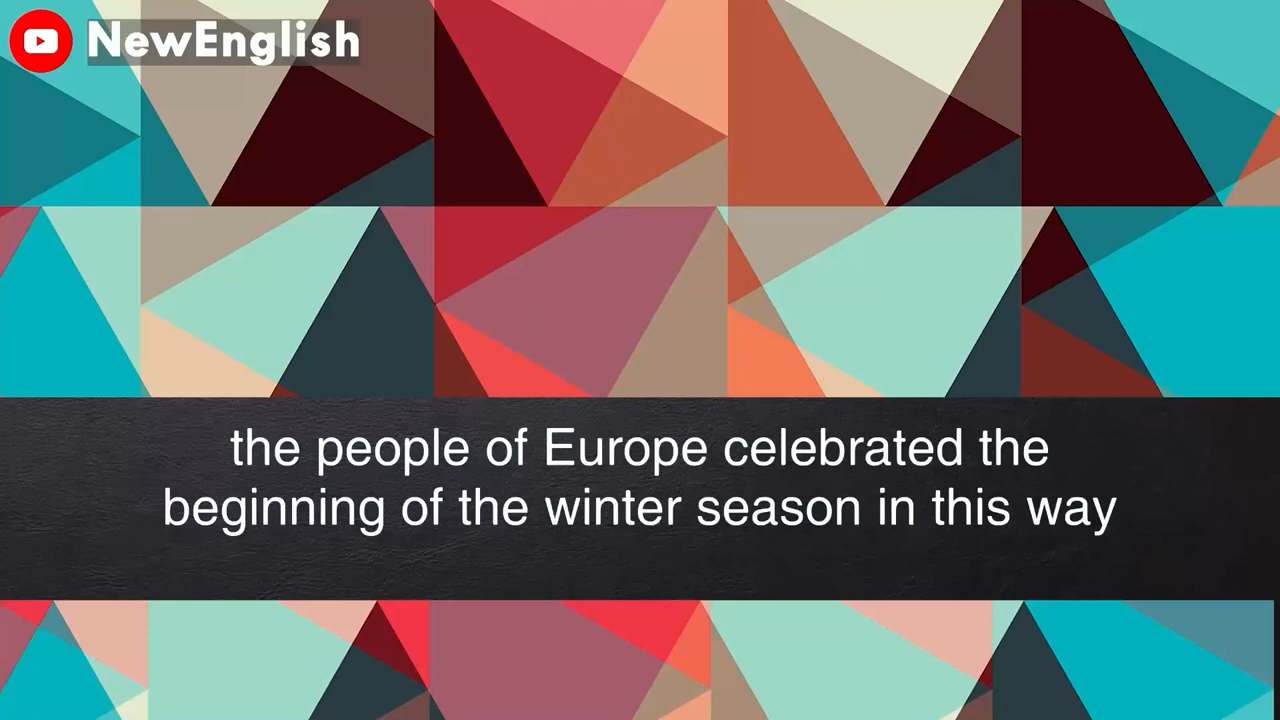 NewEnglish
the people of Europe celebrated the
beginning of the winter season in this way